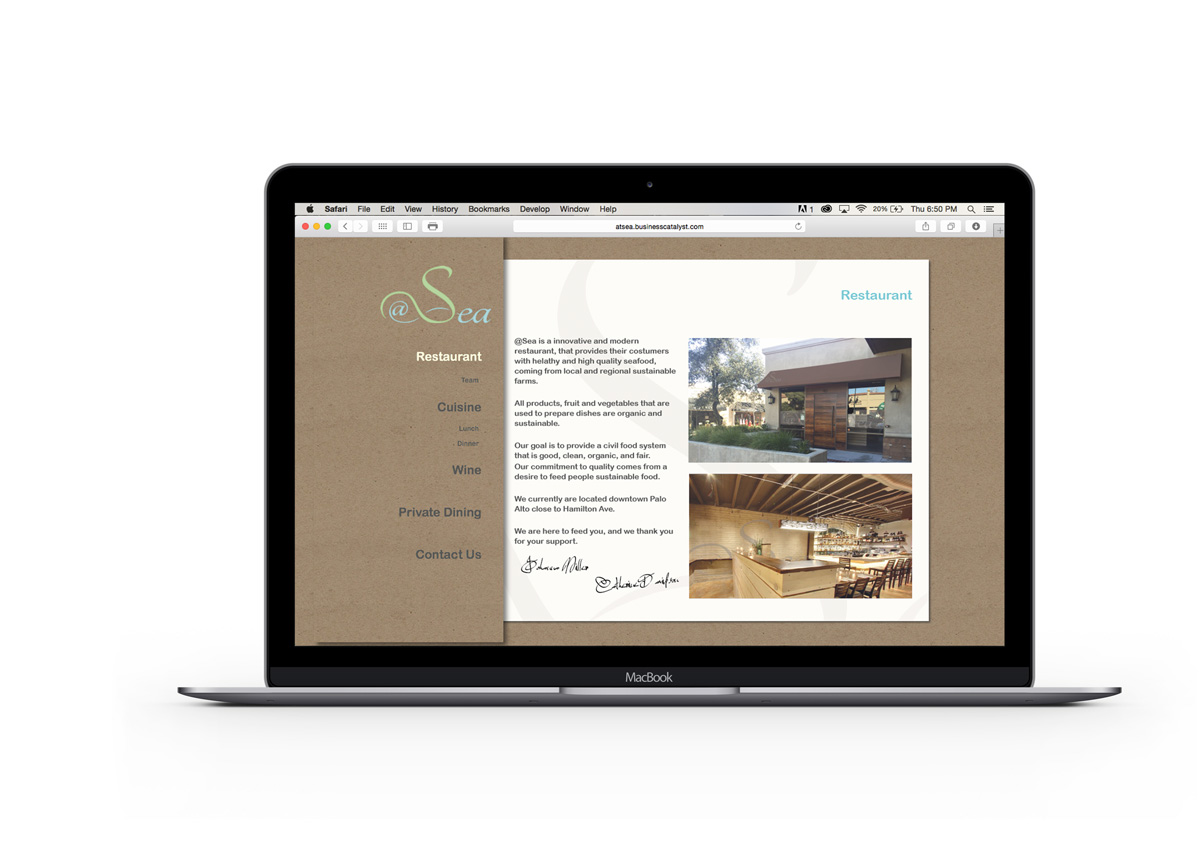 Safari File Edit View History Bookmarks Develop Window Help 1 20% Thu 6:50 PM
atsea.businesscatalyst.com
@Sea
Restaurant
Team
Cuisine
Lunch
Dinner
Wine
Private Dining
Contact Us
Restaurant
@Sea is a innovative and modern
restaurant, that provides their costumers
with helathy and high quality seafood,
coming from local and regional sustainable
farms.
All products, fruit and vegetables that are
used to prepare dishes are organic and
sustainable.
Our goal is to provide a civil food system
that is good, clean, organic, and fair.
Our commitment to quality comes from a
desire to feed people sustainable food.
We currently are located downtown Palo
Alto close to Hamilton Ave.
We are here to feed you, and we thank you
for your support.
MacBook